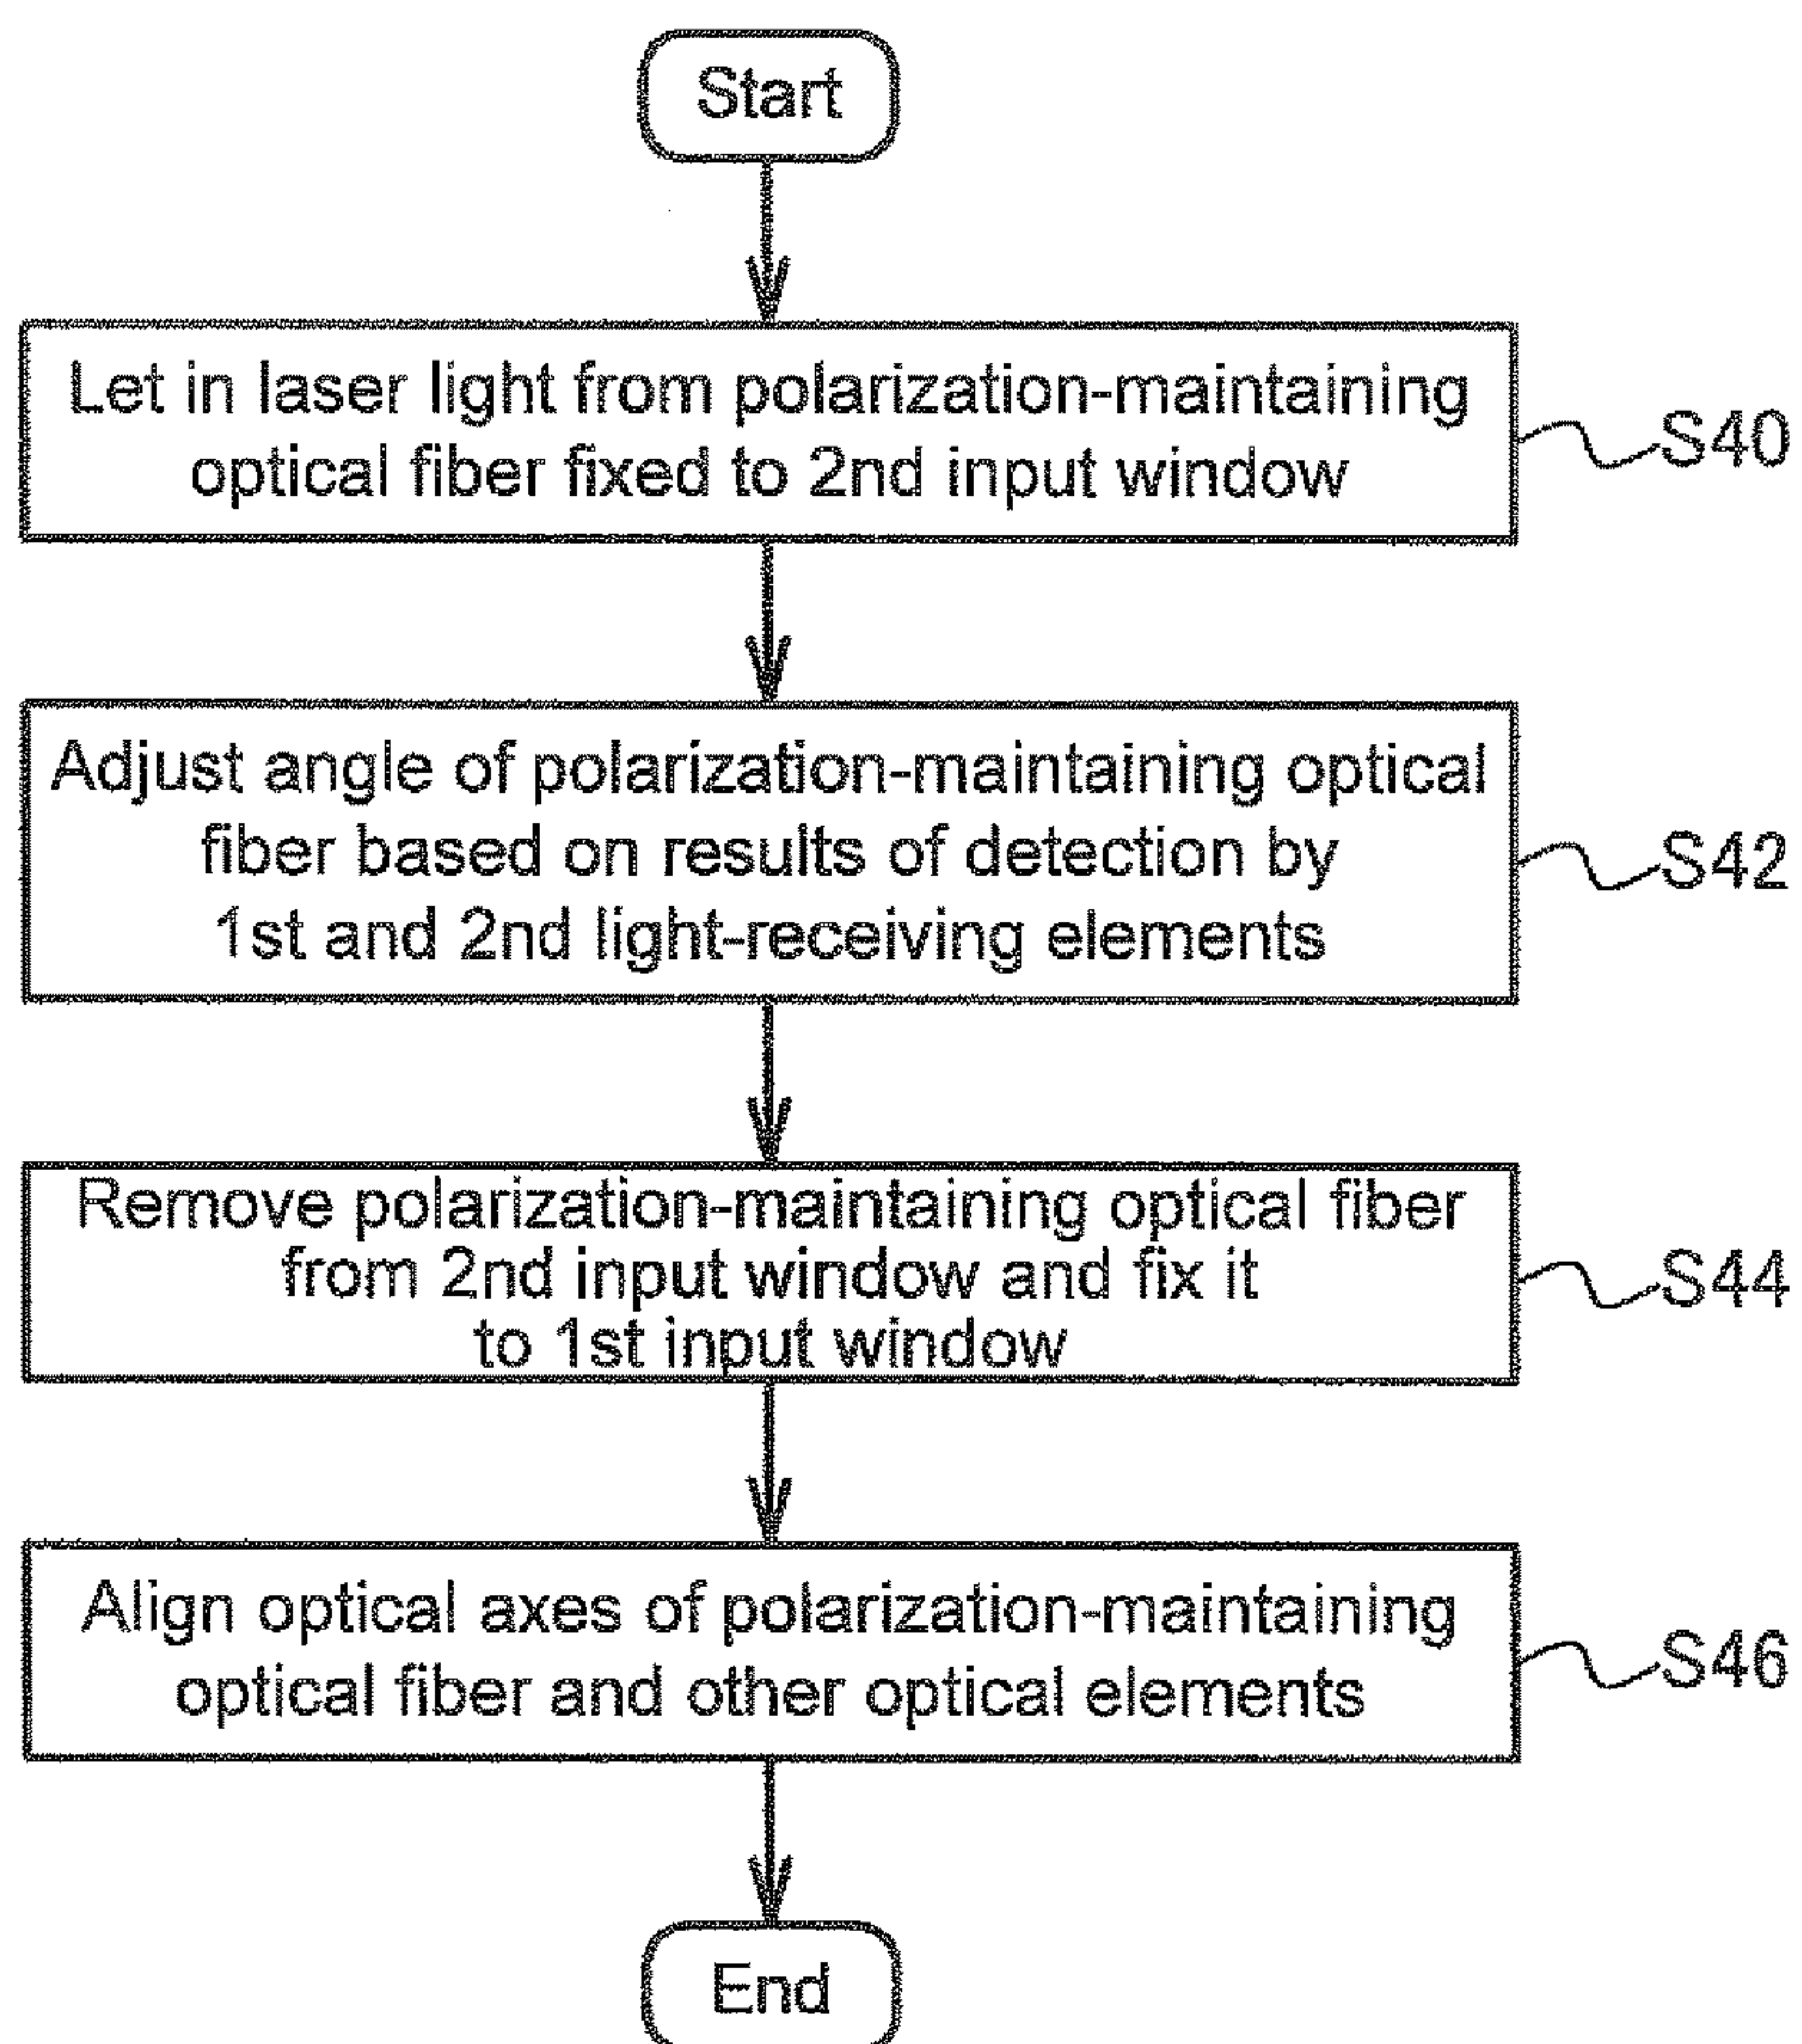 Start
Let in laser light from polarization-maintaining
optical fiber fixed to 2nd input window
S40
Adjust angle of polarization-maintaining optical
fiber based on results of detection by
1st and 2nd light-receiving elements
S42
Remove polarization-maintaining optical fiber
from 2nd input window and fix it
to 1st input window
S44
Align optical axes of polarization-maintaining
optical fiber and other optical elements
S46
End